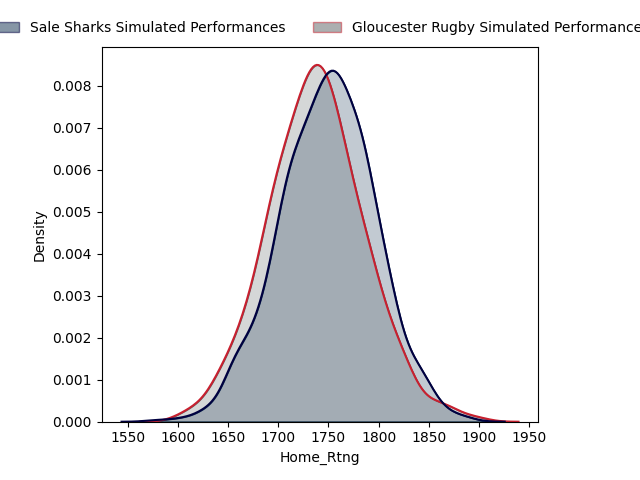 Sale Sharks Simulated Performances
Gloucester Rugby Simulated Performance
Density
0.008
0.007
0.006
0.005
0.004
0.003
0.002
0.001
0.000
1550 1600 1650 1700 1750 1800 1850 1900 1950
Home_Rtng